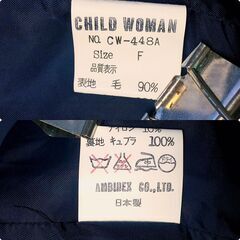 CHILD WOMAN
NO. CW-448A
Size F
品質表示
表地 毛 90%
ナイロン 10%
裏地 キュプラ 100%
AMBIDEX CO.,LTD.
日本製